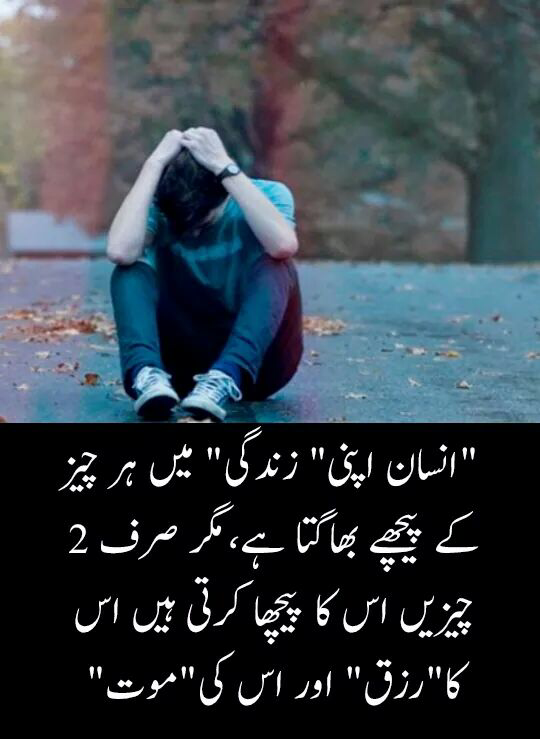 "انسان اپنی" زندگی" میں ہر چیز
کے پیچھے بھاگتا ہے، مگر صرف 2
چیزیں اس کا پیچھا کرتی ہیں اس
کا"رزق" اور اس کی"موت"